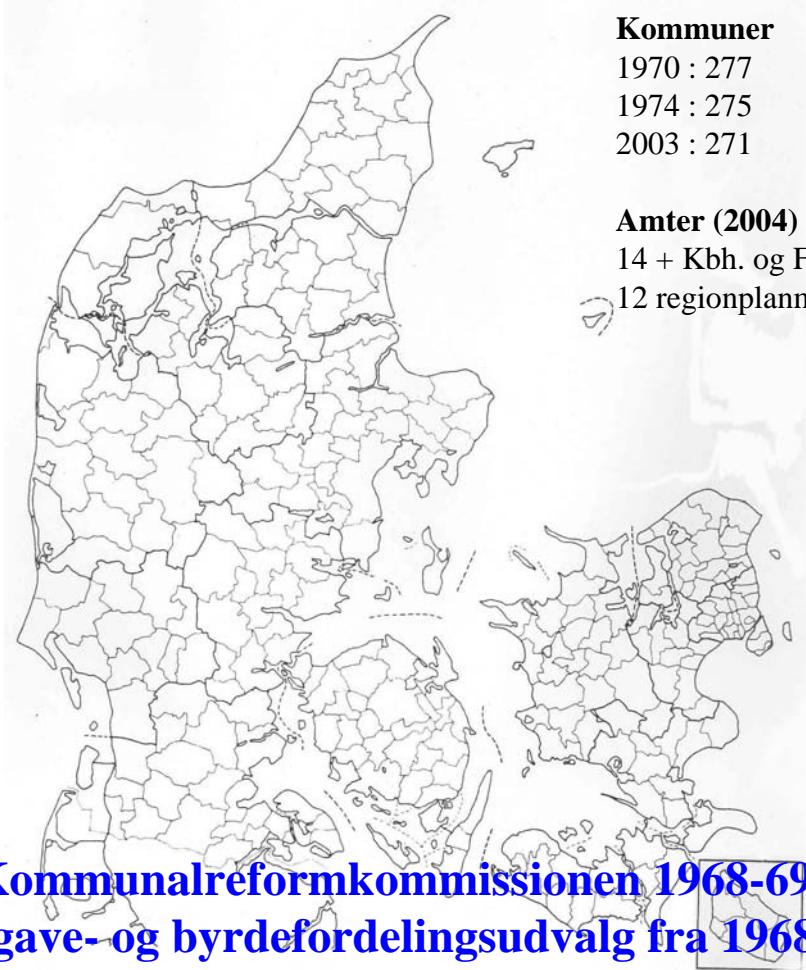 Kommuner
1970 : 277
1974 : 275
2003 : 271
Amter (2004)
14 + Kbh. og F
12 regionplann
Kommunalreformkommissionen 1968-69
gave- og byrdefordelingsudvalg fra 1968